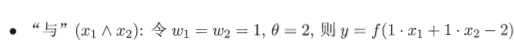 • “与” (x₁ ∧ x₂): 令 w₁ = w₂ = 1, θ = 2, 则 y = f(1 · x₁ + 1 · x₂ − 2)